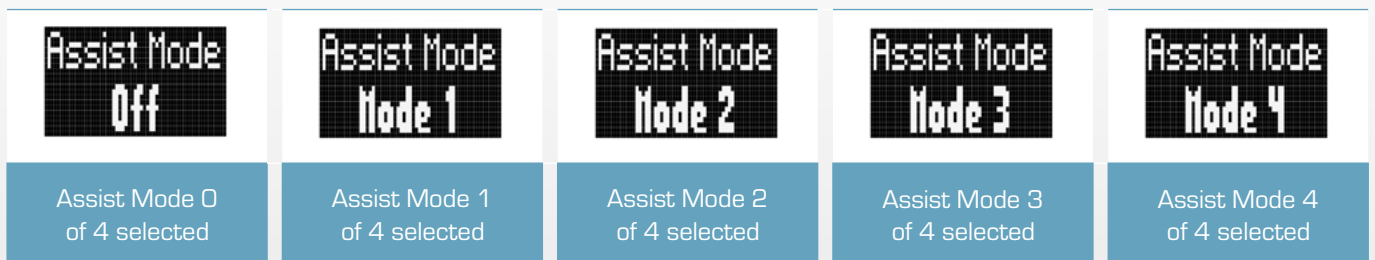 Assist Mode
Off
Assist Mode 0
of 4 selected
Assist Mode
Mode 1
Assist Mode 1
of 4 selected
Assist Mode
Mode 2
Assist Mode 2
of 4 selected
Assist Mode
Mode 3
Assist Mode 3
of 4 selected
Assist Mode
Mode 4
Assist Mode 4
of 4 selected